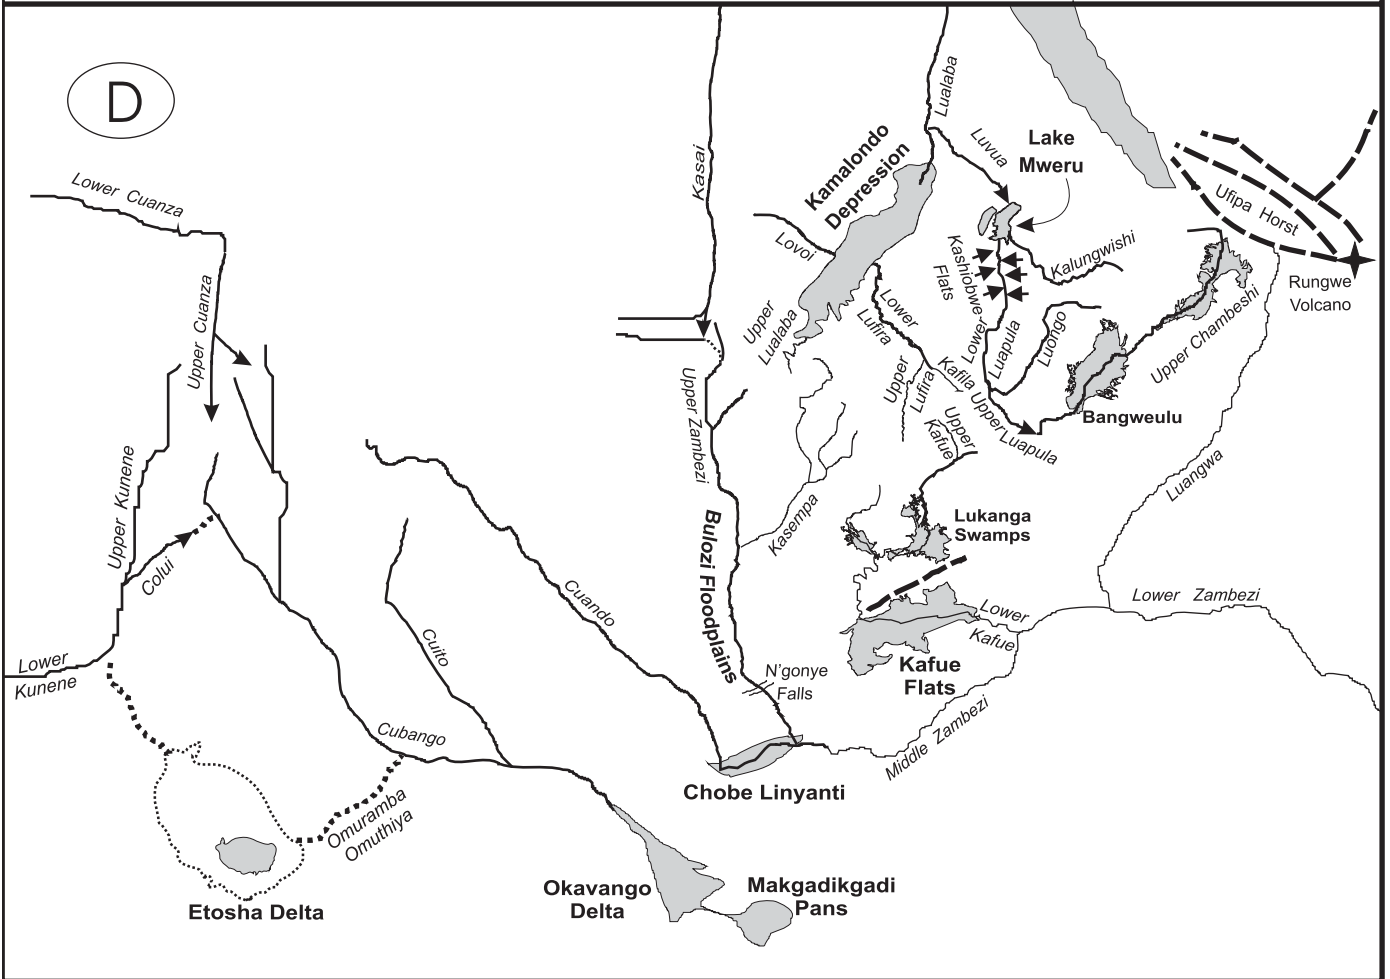 D
Lower Cuanza
Upper Cuanza
Upper Kunene
Colui
Lower
Kunene
Etosha Delta
Omuramba
Omuthiya
Cubango
Cuito
Cuando
Kasai
Upper Zambezi
Bulozi Floodplains
N'gonye
Falls
Chobe Linyanti
Okavango
Delta
Makgadikgadi
Pans
Middle Zambezi
Kasempa
Lualaba
Luvua
Lake
Mweru
Kamalondo
Depression
Lovoi
Upper
Lualaba
Lower
Lufira
Upper
Lufira
Kafila
Kashiobwe
Flats
Lower
Luapula
Luongo
Kalungwishi
Upper
Luapula
Upper
Kafue
Bangweulu
Upper Chambeshi
Ufipa Horst
Rungwe
Volcano
Luangwa
Lukanga
Swamps
Lower
Kafue
Kafue
Flats
Lower Zambezi